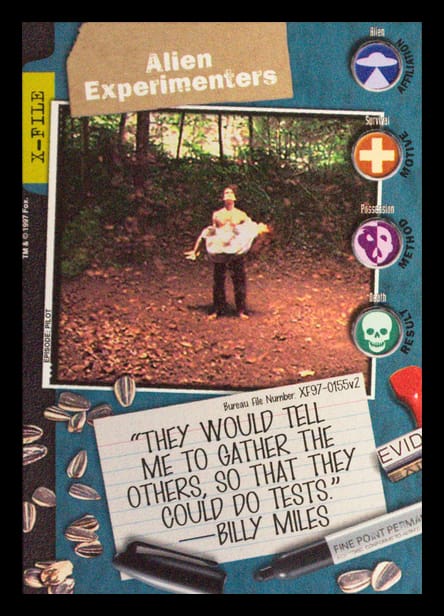 Alien
Experimenters
X-FILE
TM & © 1997 Fox.
EPISODE: PILOT
Alien
AFFILIATION
Survival
MOTIVE
Possession
METHOD
Death
RESULT
Bureau File Number: XF97-0155v2
"THEY WOULD TELL
ME TO GATHER THE
OTHERS, SO THAT THEY
COULD DO TESTS."
—BILLY MILES
EVID
FINE POINT PERMA